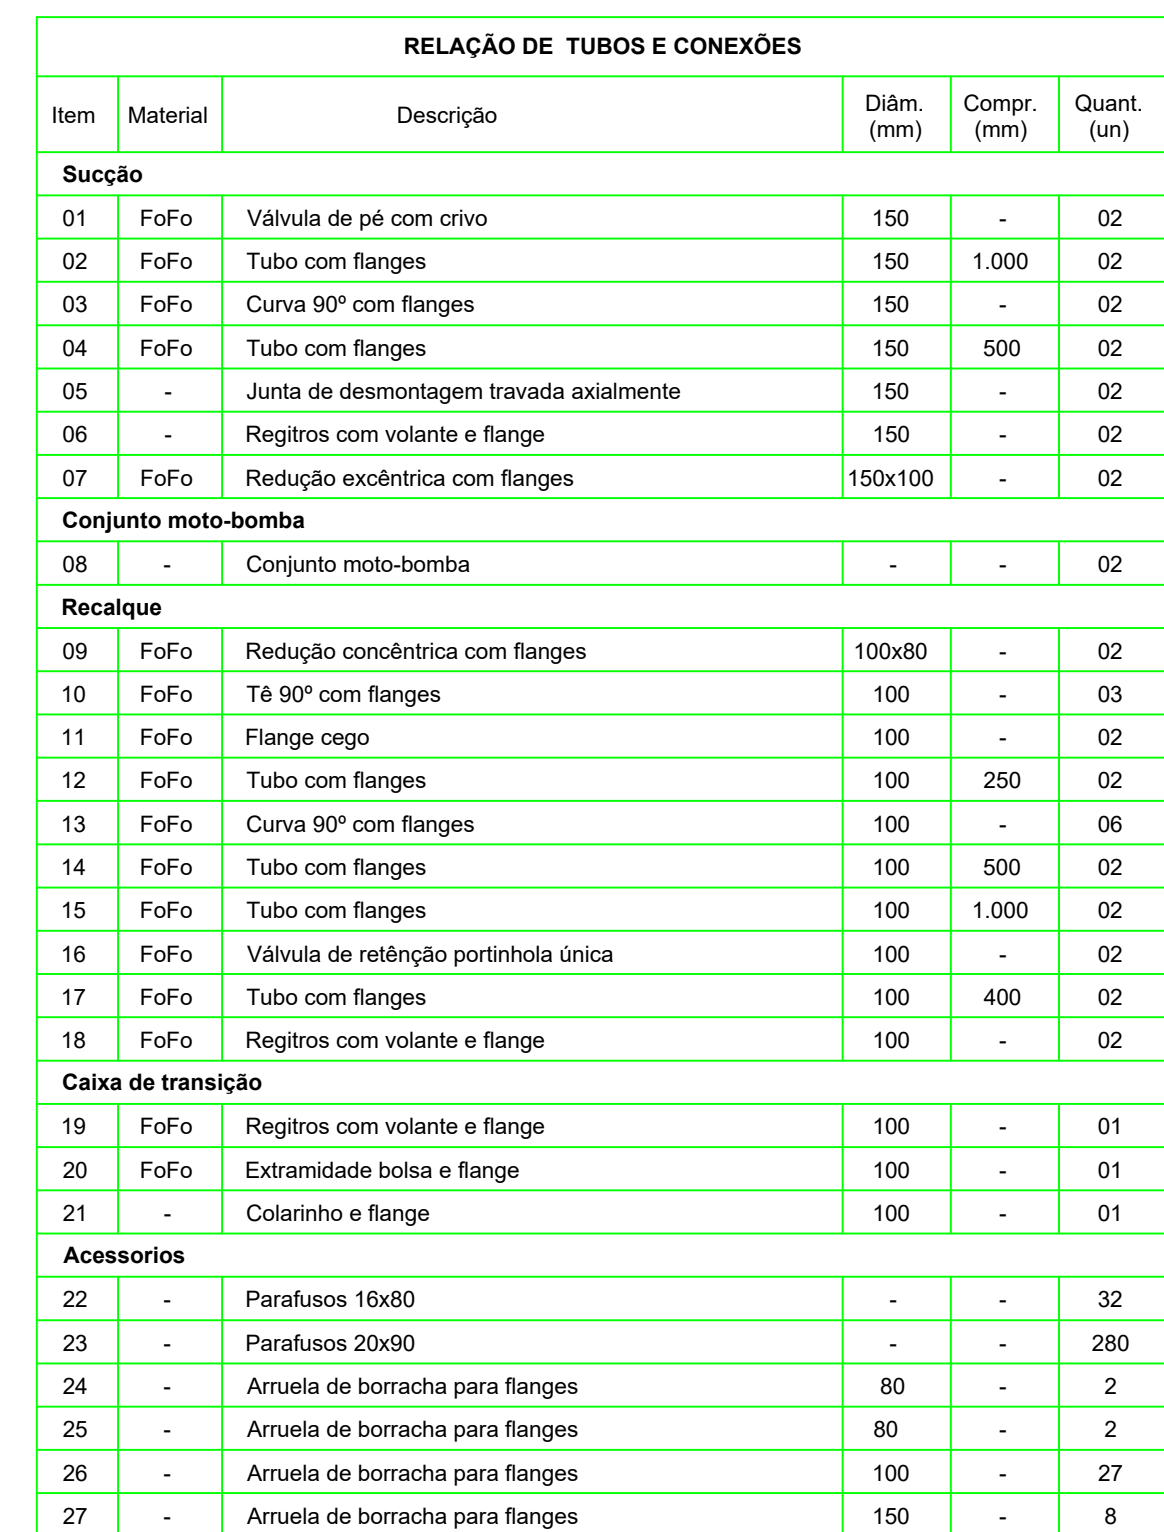 RELAÇÃO DE TUBOS E CONEXÕES
Item Material Descrição Diâm. (mm) Compr. (mm) Quant. (un)
Sucção
01 FoFo Válvula de pé com crivo 150 - 02
02 FoFo Tubo com flanges 150 1.000 02
03 FoFo Curva 90º com flanges 150 - 02
04 FoFo Tubo com flanges 150 500 02
05 - Junta de desmontagem travada axialmente 150 - 02
06 - Regitros com volante e flange 150 - 02
07 FoFo Redução excêntrica com flanges 150x100 - 02
Conjunto moto-bomba
08 - Conjunto moto-bomba - - 02
Recalque
09 FoFo Redução concêntrica com flanges 100x80 - 02
10 FoFo Tê 90º com flanges 100 - 03
11 FoFo Flange cego 100 - 02
12 FoFo Tubo com flanges 100 250 02
13 FoFo Curva 90º com flanges 100 - 06
14 FoFo Tubo com flanges 100 500 02
15 FoFo Tubo com flanges 100 1.000 02
16 FoFo Válvula de retênção portinhola única 100 - 02
17 FoFo Tubo com flanges 100 400 02
18 FoFo Regitros com volante e flange 100 - 02
Caixa de transição
19 FoFo Regitros com volante e flange 100 - 01
20 FoFo Extramidade bolsa e flange 100 - 01
21 - Colarinho e flange 100 - 01
Acessorios
22 - Parafusos 16x80 - - 32
23 - Parafusos 20x90 - - 280
24 - Arruela de borracha para flanges 80 - 2
25 - Arruela de borracha para flanges 80 - 2
26 - Arruela de borracha para flanges 100 - 27
27 - Arruela de borracha para flanges 150 - 8